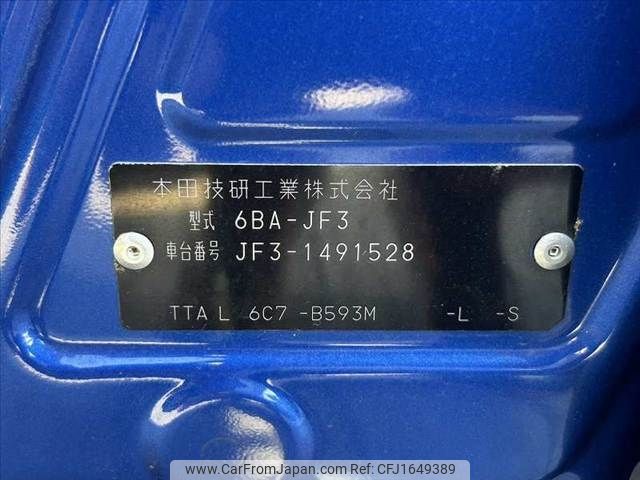 本田技研工業株式会社
型式 6BA-JF3
車台番号 JF3-1491528
TTA L 6C7 -B593M -L -S
www.CarFromJapan.com CFJ1649389